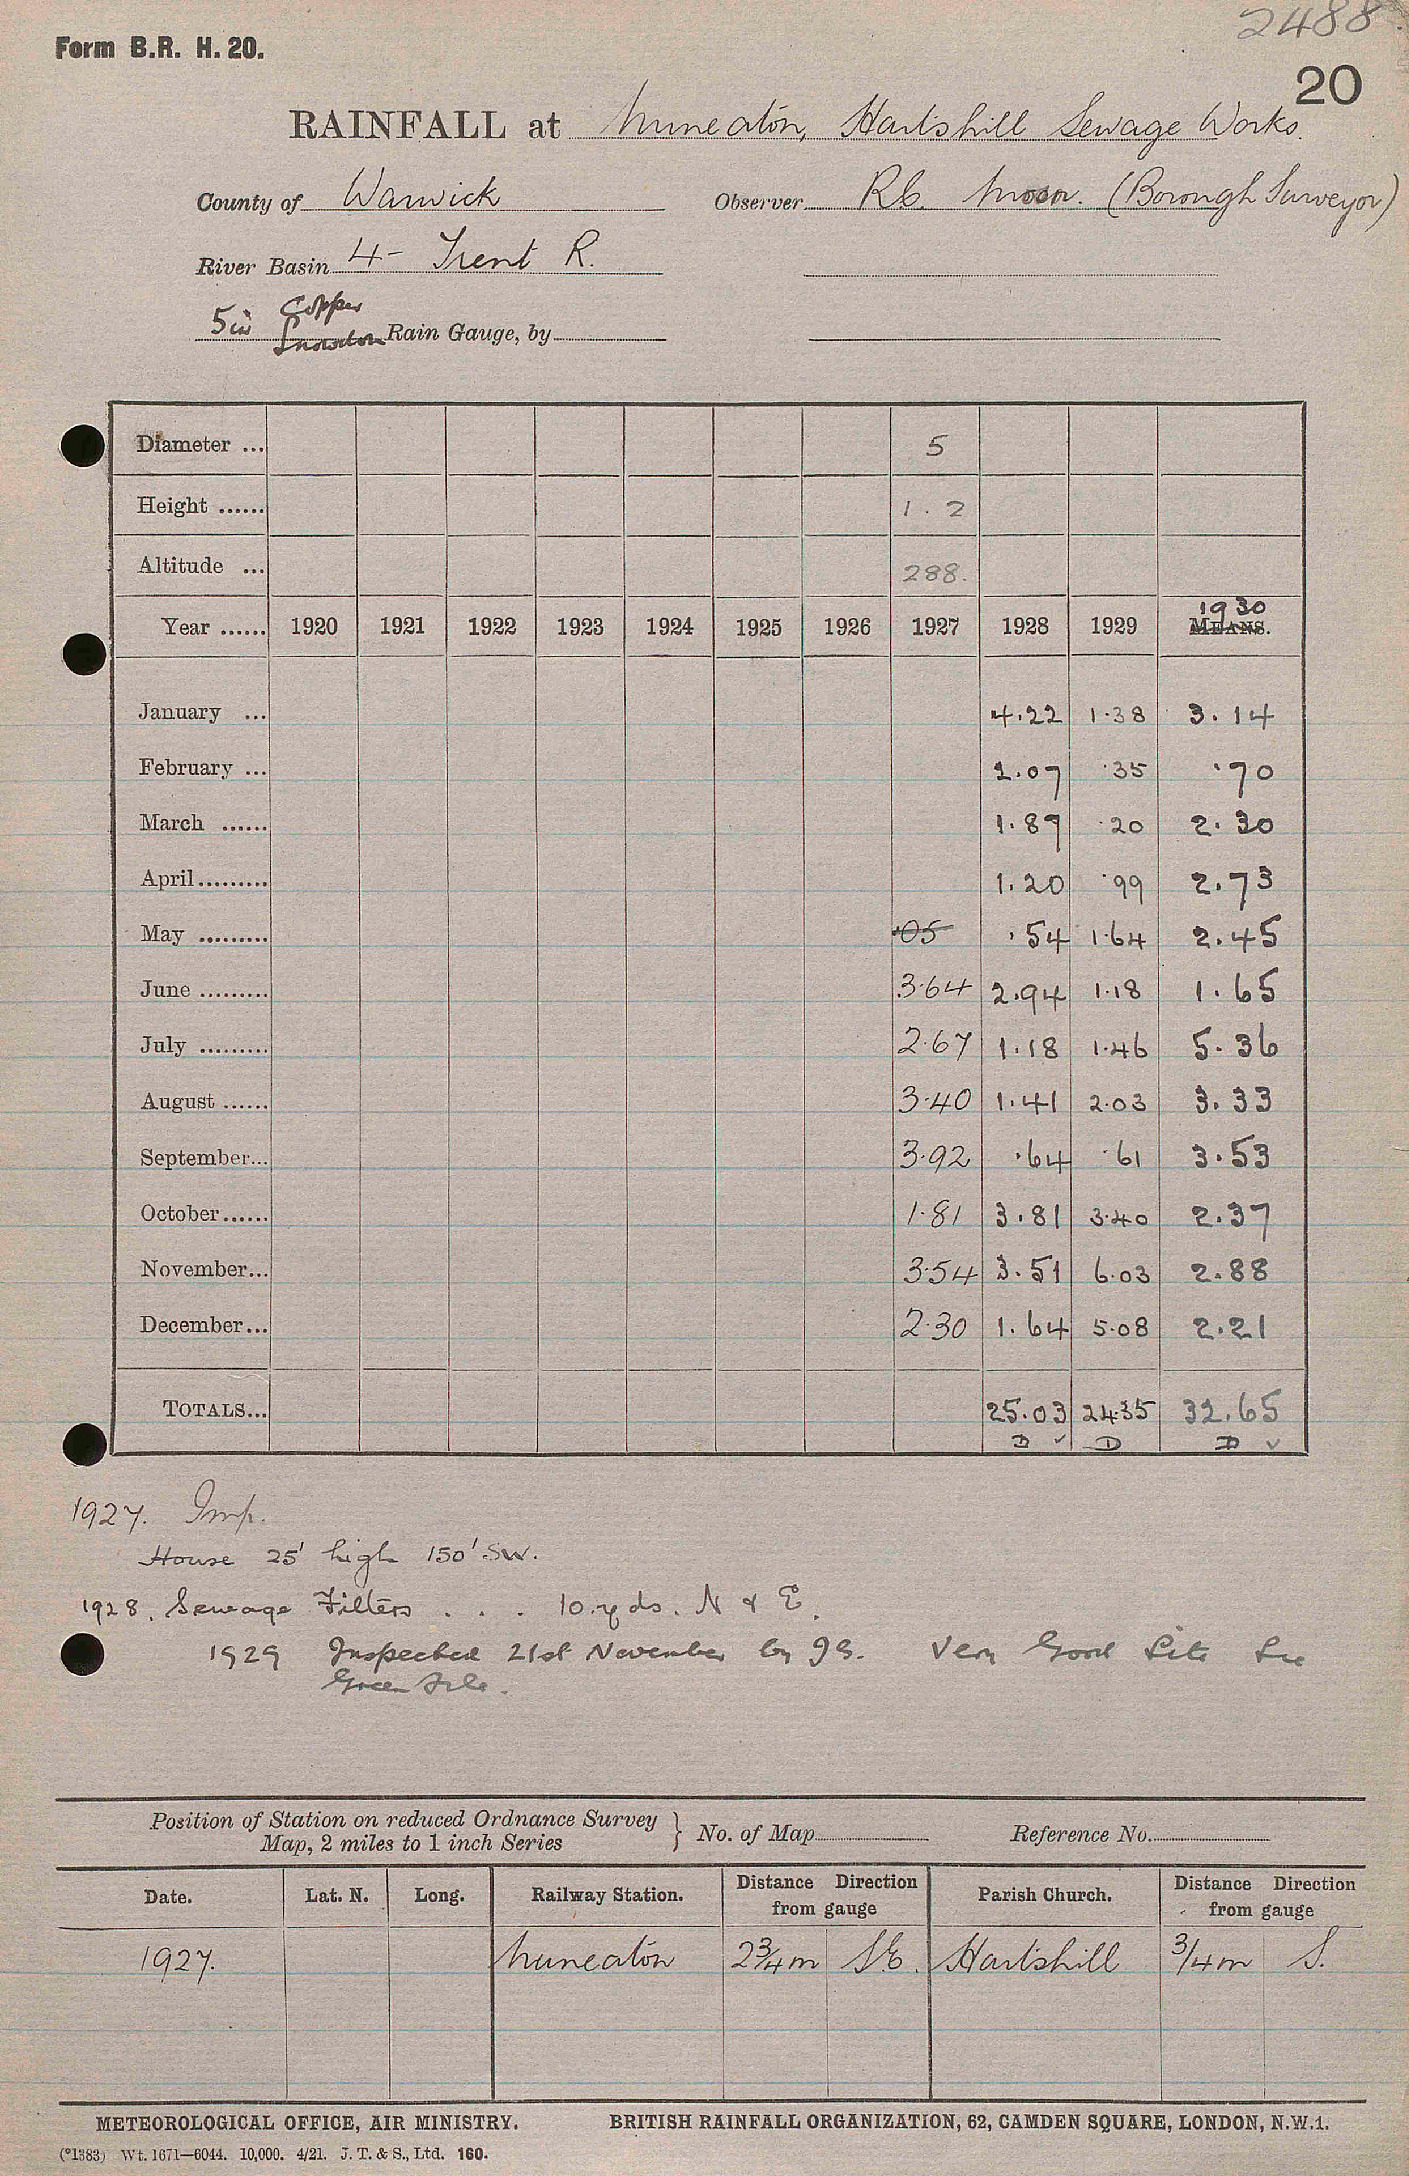 2488.
Form B.R. H. 20.
20
RAINFALL at Nuneaton, Hartshill Sewage Works.
County of Warwick Observer R.C. Moon. (Borough Surveyor)
River Basin 4 - Trent R.
5in Copper
Snowdon Rain Gauge, by
Diameter ... 5
Height ...... 1.2
Altitude ... 288.
1930
Year ...... 1920 1921 1922 1923 1924 1925 1926 1927 1928 1929 MEANS.
January ... 4.22 1.38 3.14
February ... 2.07 .35 .70
March ...... 1.87 .20 2.30
April ......... 1.20 .99 2.73
May ......... .05 .54 1.64 2.45
June ......... 3.64 2.94 1.18 1.65
July ......... 2.67 1.18 1.46 5.36
August ...... 3.40 1.41 2.03 3.33
September... 3.92 .64 .61 3.53
October...... 1.81 3.81 3.40 2.37
November... 3.54 3.51 6.03 2.88
December... 2.30 1.64 5.08 2.21
TOTALS... 25.03 24.35 32.65
D ✓ D D ✓
1927. Imp.
House 25' high 150' SW.
1928. Sewage Filters . . . 10 yds. N & E.
1929 Inspected 21st November by Very Good Site See
Green File.
Position of Station on reduced Ordnance Survey
Map, 2 miles to 1 inch Series } No. of Map Reference No.
Date. Lat. N. Long. Railway Station. Distance from gauge Direction Parish Church. Distance from gauge Direction
1927. Nuneaton 2¾m SE. Hartshill ¾m S.
METEOROLOGICAL OFFICE, AIR MINISTRY. BRITISH RAINFALL ORGANIZATION, 62, CAMDEN SQUARE, LONDON, N.W.1.
(*1383) Wt. 1671—6044. 10,000. 4/21. J. T. & S., Ltd. 160.